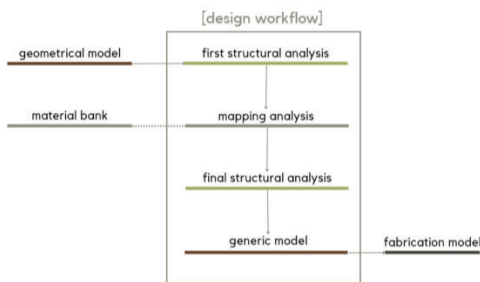 [design workflow]
geometrical model
first structural analysis
material bank
mapping analysis
final structural analysis
generic model
fabrication model